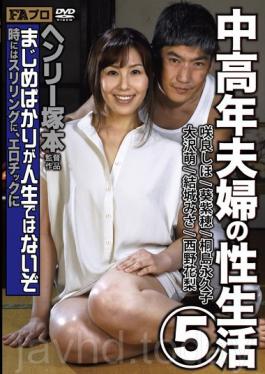 FAプロ
DVD VIDEO
ヘンリー塚本
監督作品
まじめばかりが人生ではないぞ
時にはスリリングに、エロチックに
中高年夫婦の性生活
⑤
咲良しほ/葵紫穂/桐島永久子
大沢萌/結城みさ/西野花梨